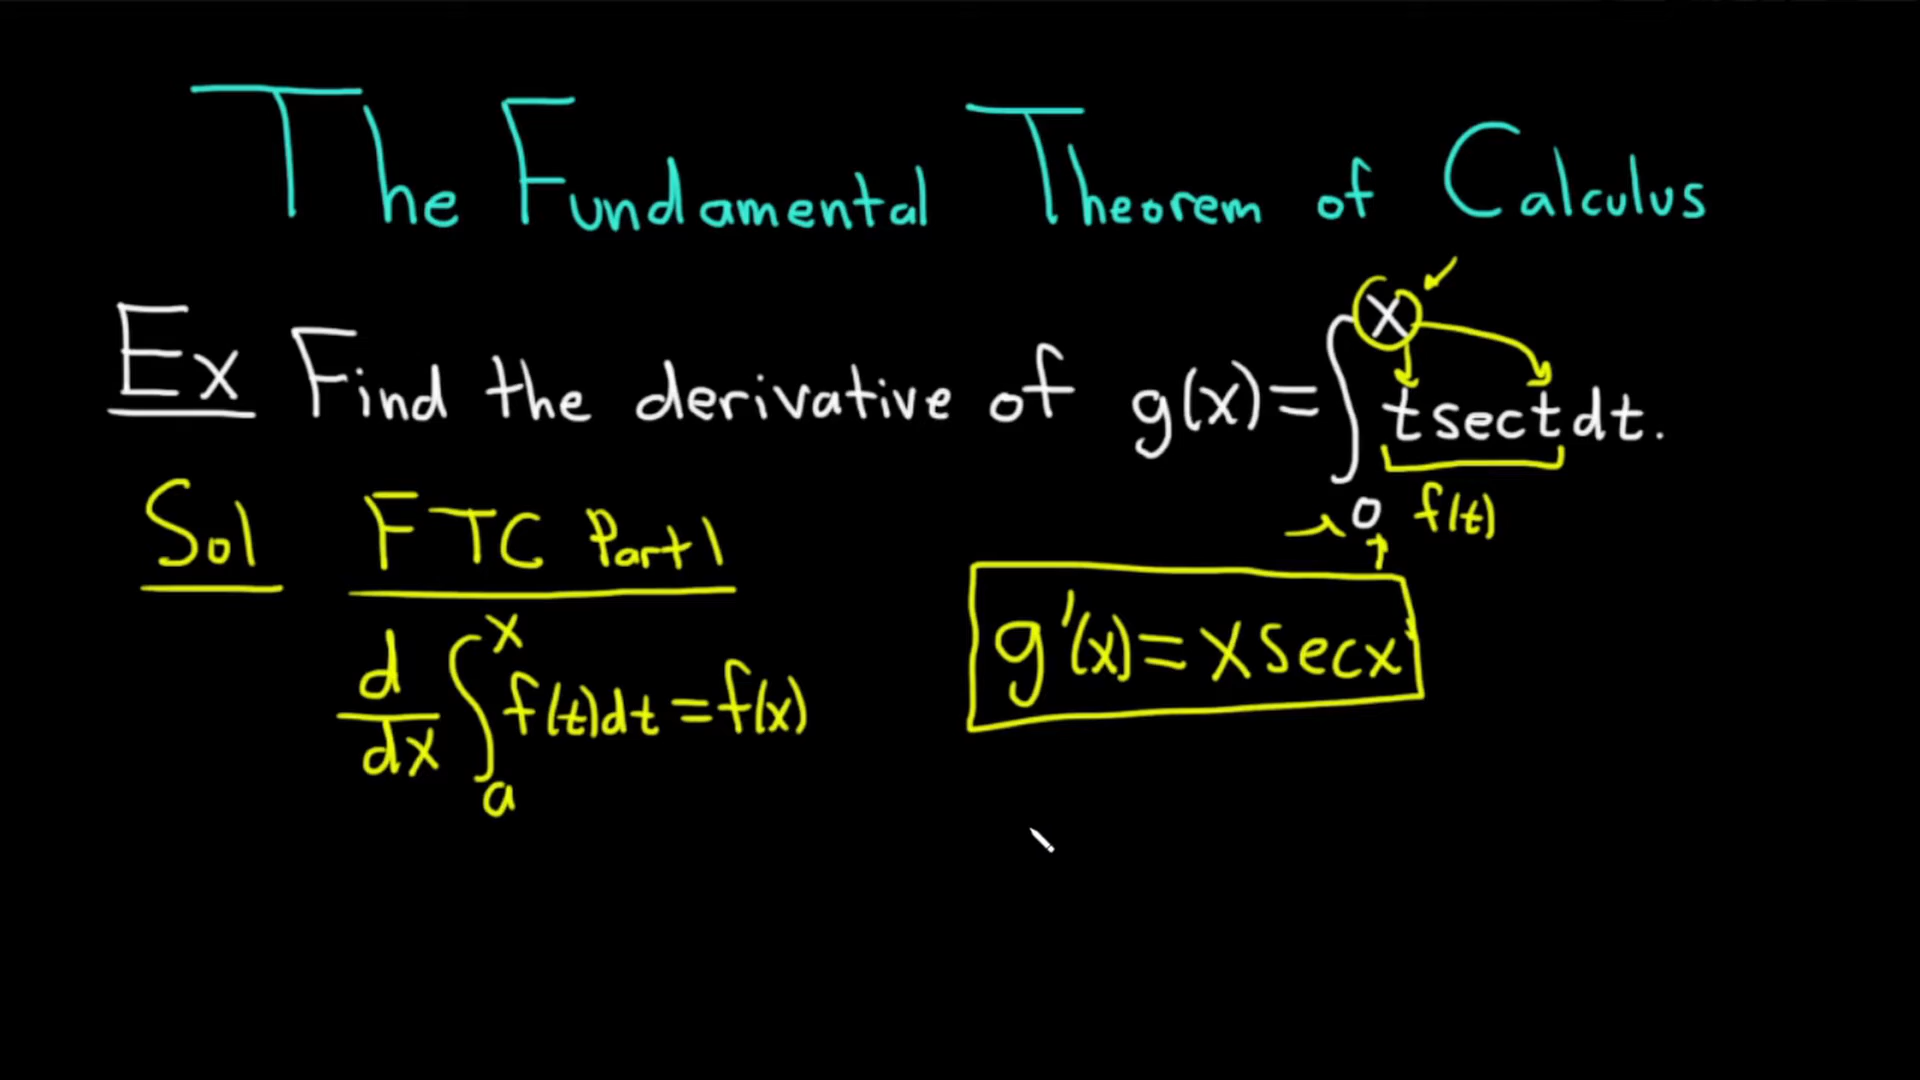 The Fundamental Theorem of Calculus
Ex Find the derivative of g(x) = ∫₀ˣ t sec t dt.
f(t)
Sol FTC Part 1
d/dx ∫ₐˣ f(t)dt = f(x)
g'(x) = x sec x